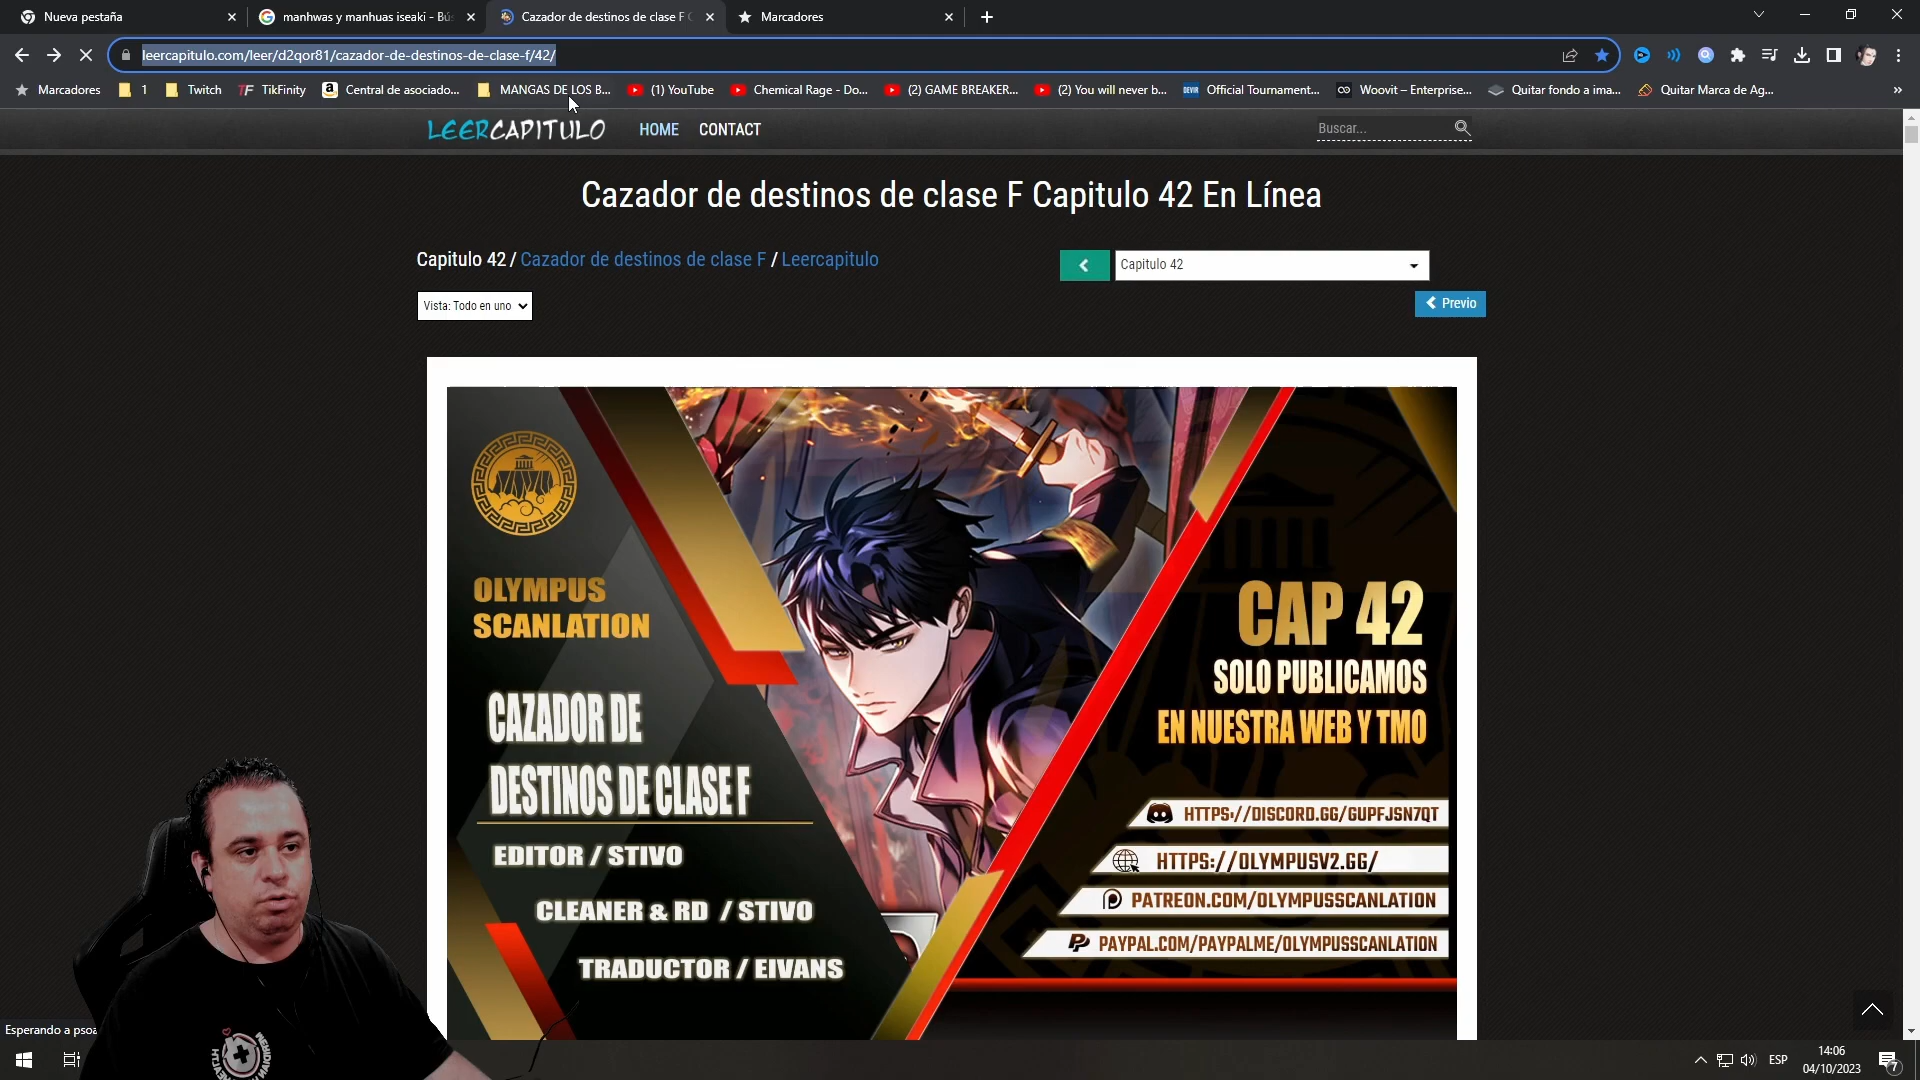 Nueva pestaña
manhwas y manhuas iseaki - Bús
Cazador de destinos de clase F C
Marcadores
leercapitulo.com/leer/d2qor81/cazador-de-destinos-de-clase-f/42/
Marcadores
1
Twitch
TikFinity
Central de asociado...
MANGAS DE LOS B...
(1) YouTube
Chemical Rage - Do...
(2) GAME BREAKER...
(2) You will never b...
Official Tournament...
Woovit – Enterprise...
Quitar fondo a ima...
Quitar Marca de Ag...
»
LEERCAPITULO
HOME
CONTACT
Buscar...
Cazador de destinos de clase F Capitulo 42 En Línea
Capitulo 42 / Cazador de destinos de clase F / Leercapitulo
Capitulo 42
Vista: Todo en uno
Previo
OLYMPUS
SCANLATION
CAZADOR DE
DESTINOS DE CLASE F
EDITOR / STIVO
CLEANER & RD / STIVO
TRADUCTOR / EIVANS
CAP 42
SOLO PUBLICAMOS
EN NUESTRA WEB Y TMO
HTTPS://DISCORD.GG/GUPFJSN7QT
HTTPS://OLYMPUSV2.GG/
PATREON.COM/OLYMPUSSCANLATION
PAYPAL.COM/PAYPALME/OLYMPUSSCANLATION
Esperando a psoa
ESP
14:06
04/10/2023
7